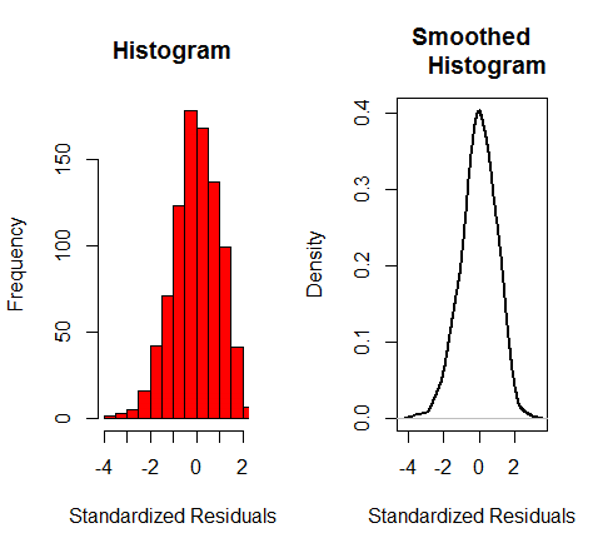 Histogram
Frequency
0
50
100
150
-4
-2
0
2
Standardized Residuals
Smoothed
Histogram
Density
0.0
0.1
0.2
0.3
0.4
-4
-2
0
2
Standardized Residuals